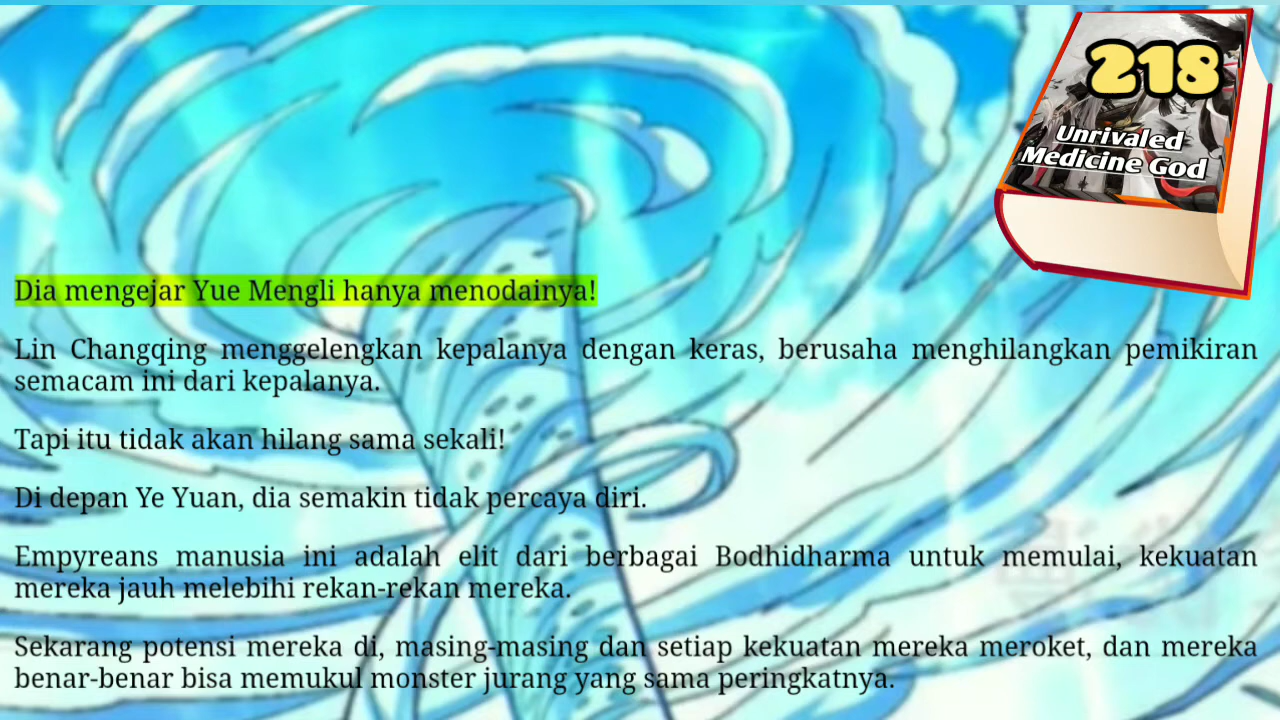 218
Unrivaled
Medicine God
Dia mengejar Yue Mengli hanya menodainya!
Lin Changqing menggelengkan kepalanya dengan keras, berusaha menghilangkan pemikiran
semacam ini dari kepalanya.
Tapi itu tidak akan hilang sama sekali!
Di depan Ye Yuan, dia semakin tidak percaya diri.
Empyreans manusia ini adalah elit dari berbagai Bodhidharma untuk memulai, kekuatan
mereka jauh melebihi rekan-rekan mereka.
Sekarang potensi mereka di, masing-masing dan setiap kekuatan mereka meroket, dan mereka
benar-benar bisa memukul monster jurang yang sama peringkatnya.